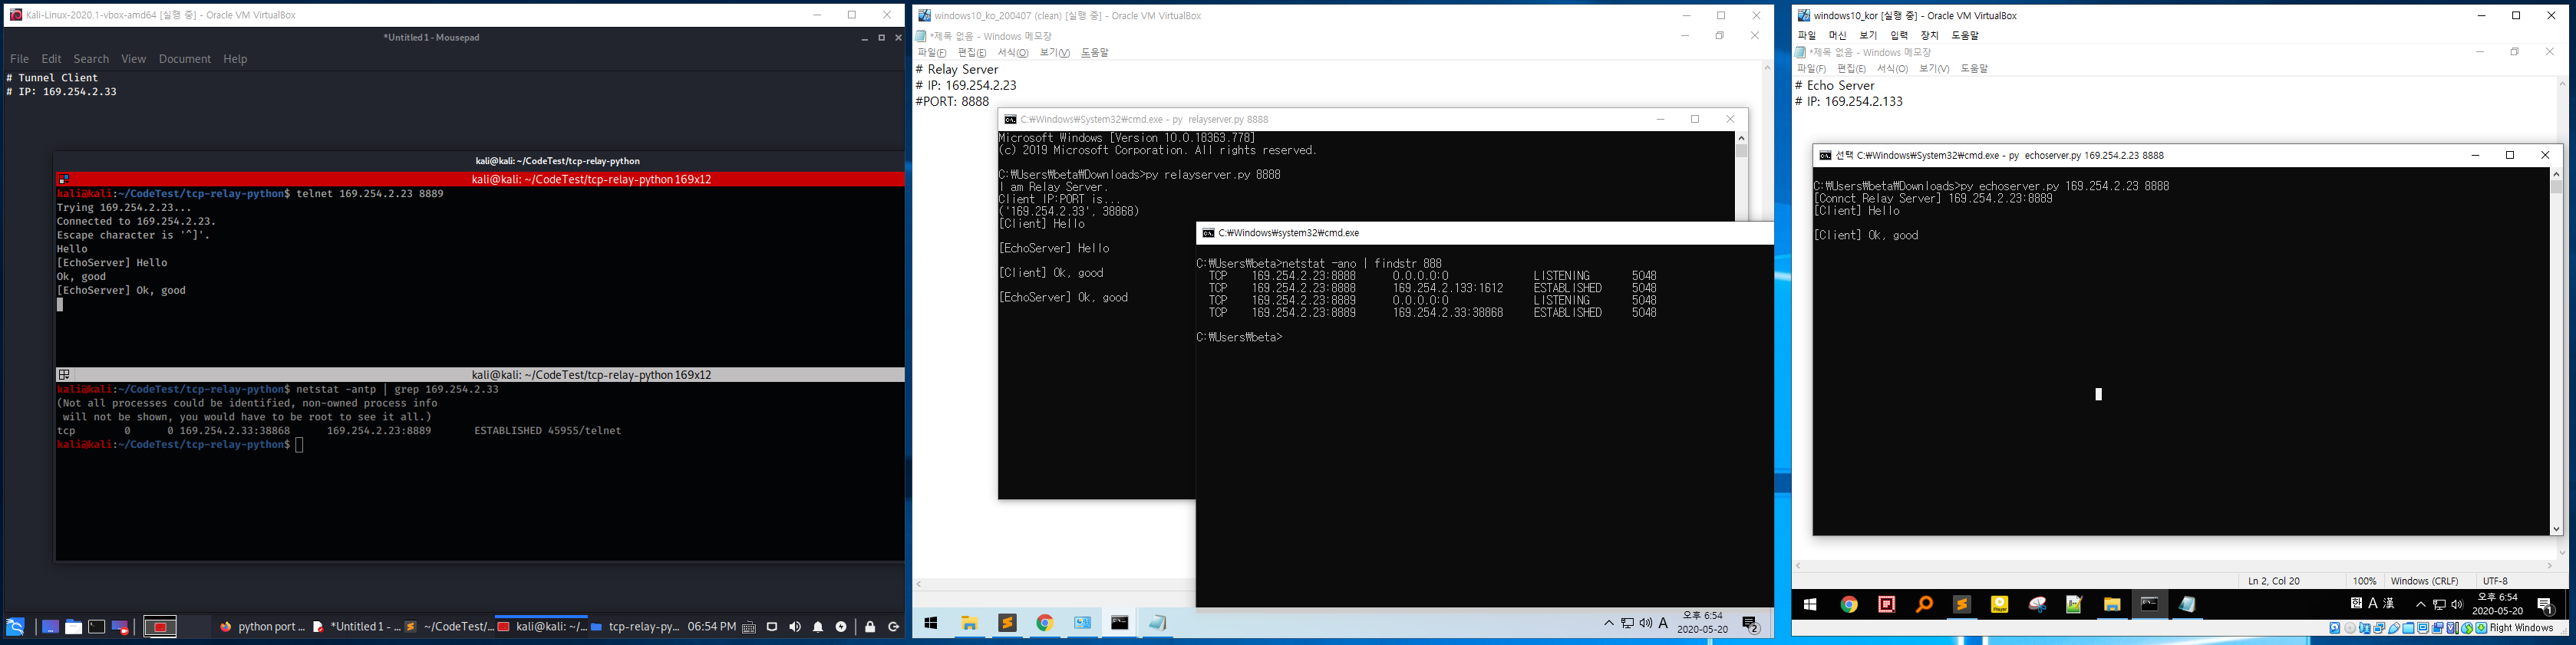 Kali-Linux-2020.1-vbox-amd64 [실행 중] - Oracle VM VirtualBox
*Untitled 1 - Mousepad
File Edit Search View Document Help
# Tunnel Client
# IP: 169.254.2.33
kali@kali: ~/CodeTest/tcp-relay-python
kali@kali: ~/CodeTest/tcp-relay-python 169x12
kali@kali:~/CodeTest/tcp-relay-python$ telnet 169.254.2.23 8889
Trying 169.254.2.23...
Connected to 169.254.2.23.
Escape character is '^]'.
Hello
[EchoServer] Hello
Ok, good
[EchoServer] Ok, good
kali@kali: ~/CodeTest/tcp-relay-python 169x12
kali@kali:~/CodeTest/tcp-relay-python$ netstat -antp | grep 169.254.2.33
(Not all processes could be identified, non-owned process info
will not be shown, you would have to be root to see it all.)
tcp 0 0 169.254.2.33:38868 169.254.2.23:8889 ESTABLISHED 45955/telnet
kali@kali:~/CodeTest/tcp-relay-python$
python port ... *Untitled 1 - ... ~/CodeTest/... kali@kali: ~/... tcp-relay-py... 06:54 PM
windows10_ko_200407 (clean) [실행 중] - Oracle VM VirtualBox
*제목 없음 - Windows 메모장
파일(F) 편집(E) 서식(O) 보기(V) 도움말
# Relay Server
# IP: 169.254.2.23
#PORT: 8888
C:₩Windows₩System32₩cmd.exe - py relayserver.py 8888
Microsoft Windows [Version 10.0.18363.778]
(c) 2019 Microsoft Corporation. All rights reserved.
C:₩Users₩beta₩Downloads>py relayserver.py 8888
I am Relay Server.
Client IP:PORT is...
('169.254.2.33', 38868)
[Client] Hello
[EchoServer] Hello
[Client] Ok, good
[EchoServer] Ok, good
C:₩Windows₩system32₩cmd.exe
C:₩Users₩beta>netstat -ano | findstr 888
TCP 169.254.2.23:8888 0.0.0.0:0 LISTENING 5048
TCP 169.254.2.23:8888 169.254.2.133:1612 ESTABLISHED 5048
TCP 169.254.2.23:8889 0.0.0.0:0 LISTENING 5048
TCP 169.254.2.23:8889 169.254.2.33:38868 ESTABLISHED 5048
C:₩Users₩beta>
A 오후 6:54
2020-05-20
2
windows10_kor [실행 중] - Oracle VM VirtualBox
파일 머신 보기 입력 장치 도움말
*제목 없음 - Windows 메모장
파일(F) 편집(E) 서식(O) 보기(V) 도움말
# Echo Server
# IP: 169.254.2.133
선택 C:₩Windows₩System32₩cmd.exe - py echoserver.py 169.254.2.23 8888
C:₩Users₩beta₩Downloads>py echoserver.py 169.254.2.23 8888
[Connct Relay Server] 169.254.2.23:8889
[Client] Hello
[Client] Ok, good
Ln 2, Col 20 100% Windows (CRLF) UTF-8
A 漢 오후 6:54
2020-05-20
1
Right Windows